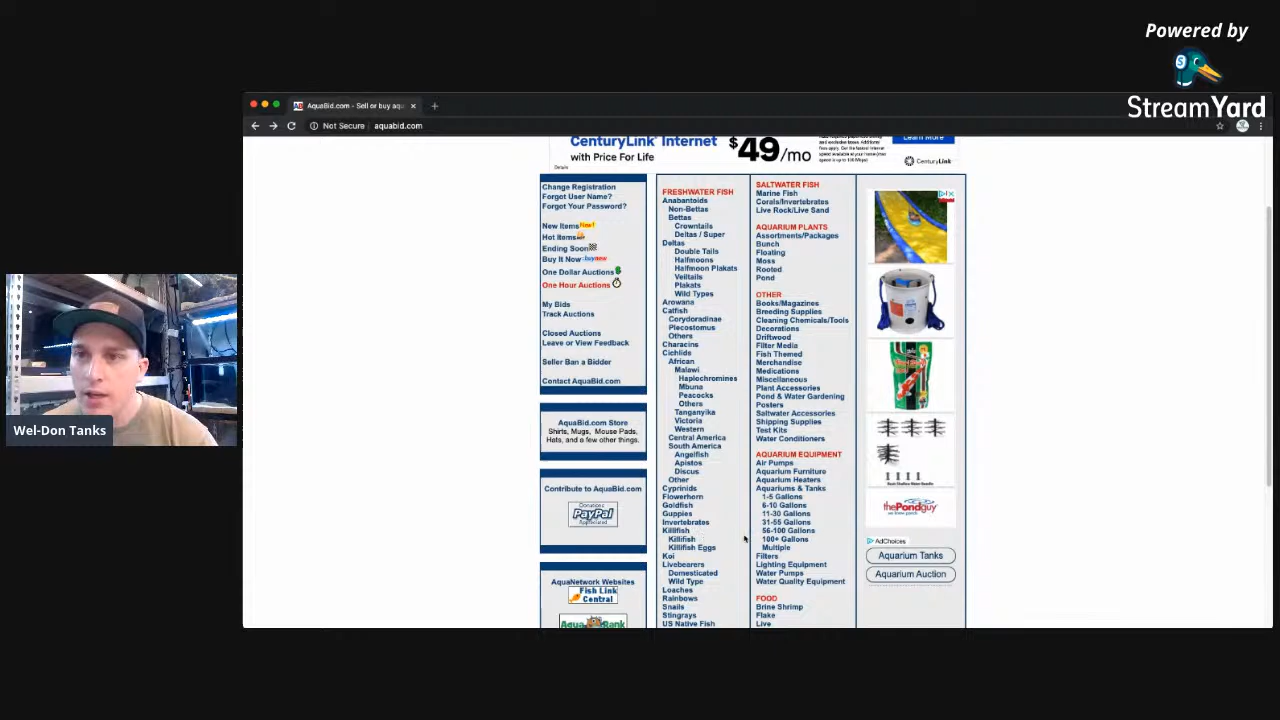 Powered by
StreamYard
AquaBid.com - Sell or buy aqu
Not Secure
aquabid.com
CenturyLink Internet
with Price For Life
$49/mo
Learn More
CenturyLink
Details
Change Registration
Forgot User Name?
Forgot Your Password?
New Items
Hot Items
Ending Soon
Buy It Now
One Dollar Auctions
One Hour Auctions
My Bids
Track Auctions
Closed Auctions
Leave or View Feedback
Seller Ban a Bidder
Contact AquaBid.com
AquaBid.com Store
Shirts, Mugs, Mouse Pads,
Hats, and a few other things.
Contribute to AquaBid.com
Donations
PayPal
Appreciated
AquaNetwork Websites
Fish Link
Central
Aqua Rank
FRESHWATER FISH
Anabantoids
Non-Bettas
Bettas
Crowntails
Deltas / Super
Deltas
Double Tails
Halfmoons
Halfmoon Plakats
Veiltails
Plakats
Wild Types
Arowana
Catfish
Corydoradinae
Plecostomus
Others
Characins
Cichlids
African
Malawi
Haplochromines
Mbuna
Peacocks
Others
Tanganyika
Victoria
Western
Central America
South America
Angelfish
Apistos
Discus
Other
Cyprinids
Flowerhorn
Goldfish
Guppies
Invertebrates
Killifish
Killifish
Killifish Eggs
Koi
Livebearers
Domesticated
Wild Type
Loaches
Rainbows
Snails
Stingrays
US Native Fish
SALTWATER FISH
Marine Fish
Corals/Invertebrates
Live Rock/Live Sand
AQUARIUM PLANTS
Assortments/Packages
Bunch
Floating
Moss
Rooted
Pond
OTHER
Books/Magazines
Breeding Supplies
Cleaning Chemicals/Tools
Decorations
Driftwood
Filter Media
Fish Themed
Merchandise
Medications
Miscellaneous
Plant Accessories
Pond & Water Gardening
Posters
Saltwater Accessories
Shipping Supplies
Test Kits
Water Conditioners
AQUARIUM EQUIPMENT
Air Pumps
Aquarium Furniture
Aquarium Heaters
Aquariums & Tanks
1-5 Gallons
6-10 Gallons
11-30 Gallons
31-55 Gallons
56-100 Gallons
100+ Gallons
Multiple
Filters
Lighting Equipment
Water Pumps
Water Quality Equipment
FOOD
Brine Shrimp
Flake
Live
thePondguy
AdChoices
Aquarium Tanks
Aquarium Auction
Wel-Don Tanks